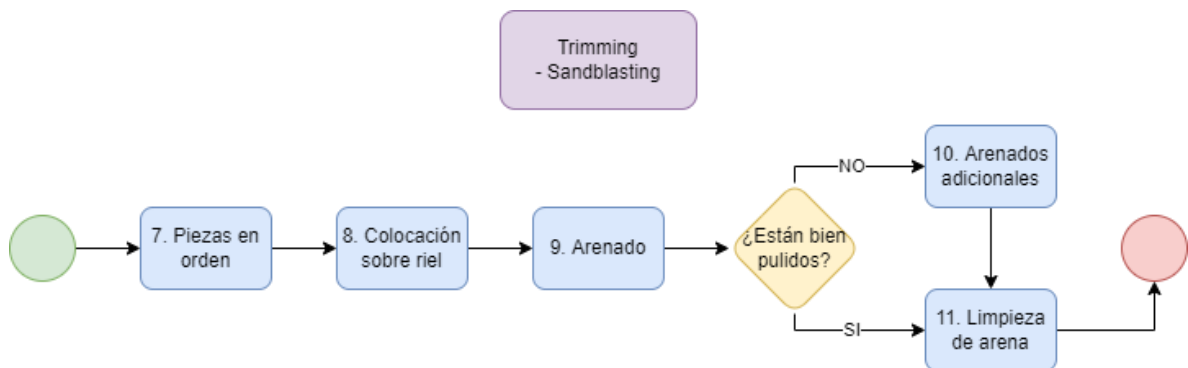 Trimming
- Sandblasting
7. Piezas en
orden
8. Colocación
sobre riel
9. Arenado
¿Están bien
pulidos?
NO
10. Arenados
adicionales
SI
11. Limpieza
de arena